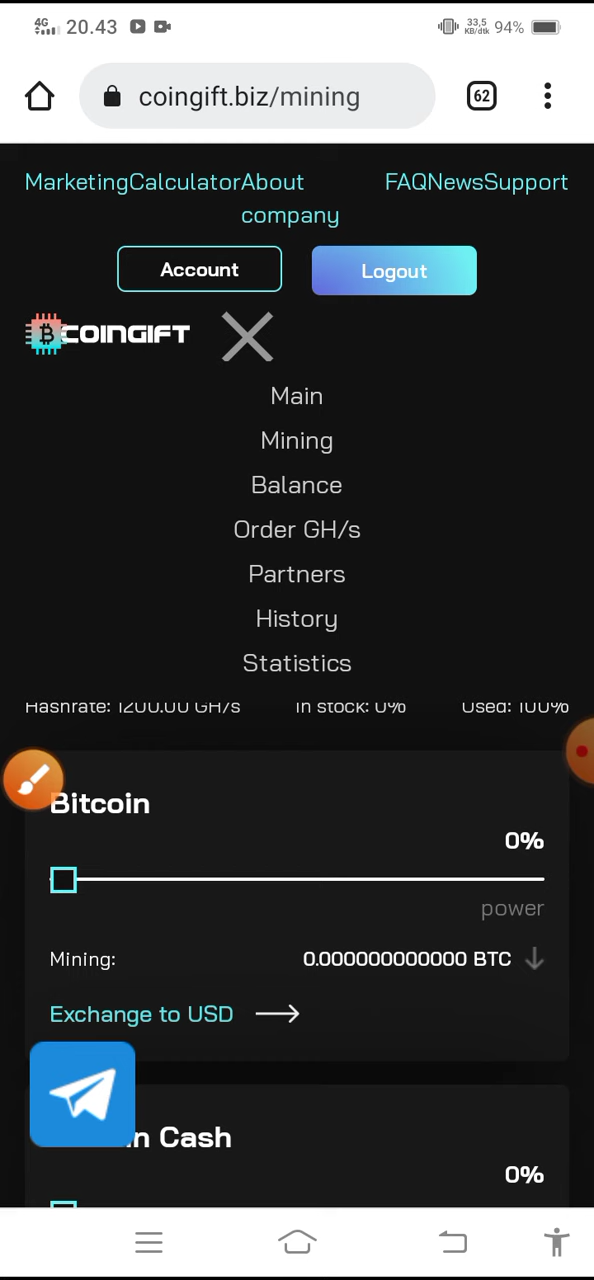 4G 20.43 33,5 KB/dtk 94%
coingift.biz/mining 62
MarketingCalculatorAbout company FAQNewsSupport
Account Logout
COINGIFT
Main
Mining
Balance
Order GH/s
Partners
History
Statistics
Hashrate: 1200.00 GH/s In stock: 0% Used: 100%
Bitcoin
0%
power
Mining: 0.000000000000 BTC
Exchange to USD
n Cash
0%